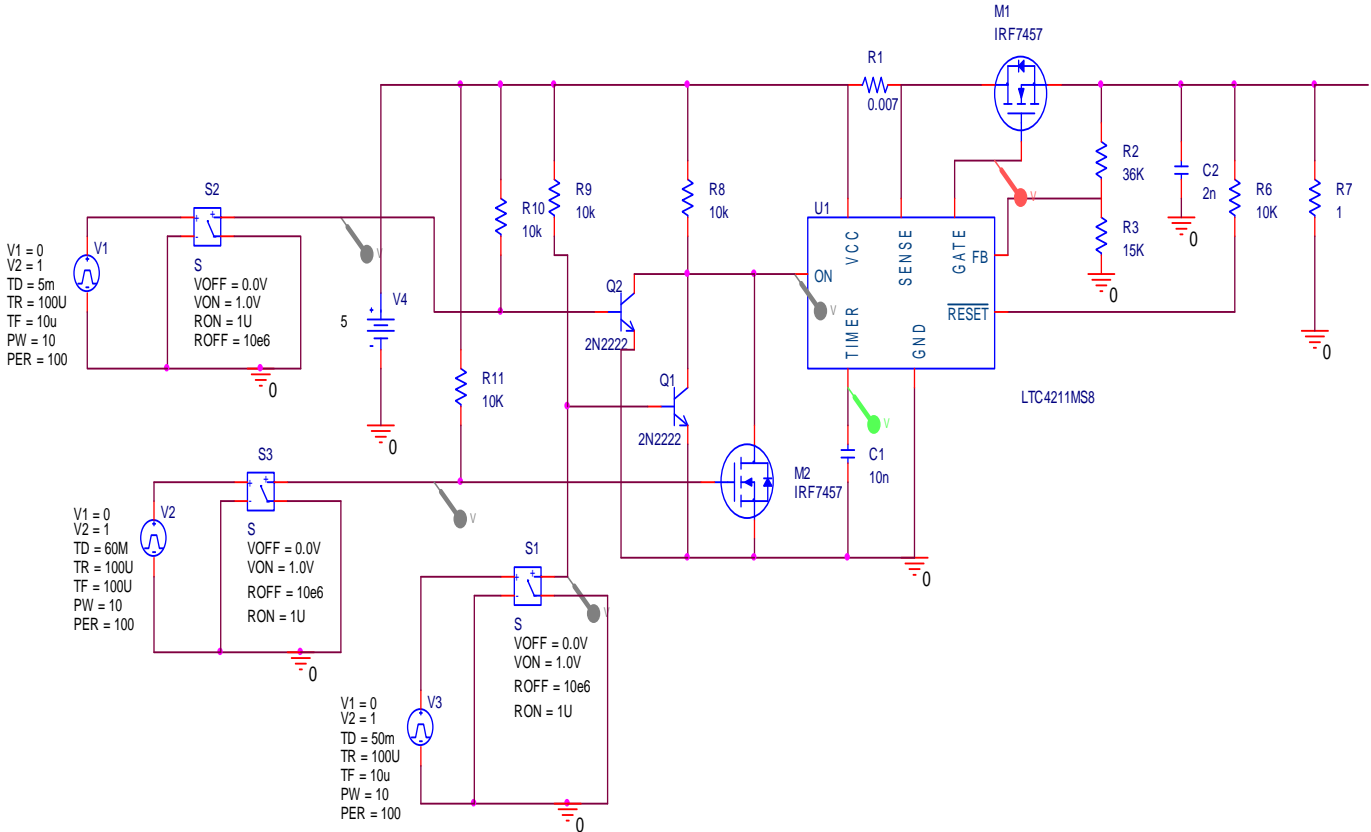 M1
IRF7457
R1
0.007
R10
10k
R9
10k
R8
10k
R2
36K
R3
15K
C2
2n
R6
10K
R7
1
0
0
0
U1
VCC
SENSE
GATE
FB
ON
RESET
TIMER
GND
LTC4211MS8
S2
V1
V1 = 0
V2 = 1
TD = 5m
TR = 100U
TF = 10u
PW = 10
PER = 100
S
VOFF = 0.0V
VON = 1.0V
RON = 1U
ROFF = 10e6
0
V4
+
-
5
0
Q2
2N2222
Q1
2N2222
R11
10K
M2
IRF7457
C1
10n
0
V
V
V
V
V
V
S3
V2
V1 = 0
V2 = 1
TD = 60M
TR = 100U
TF = 100U
PW = 10
PER = 100
S
VOFF = 0.0V
VON = 1.0V
ROFF = 10e6
RON = 1U
0
S1
V3
V1 = 0
V2 = 1
TD = 50m
TR = 100U
TF = 10u
PW = 10
PER = 100
S
VOFF = 0.0V
VON = 1.0V
ROFF = 10e6
RON = 1U
0